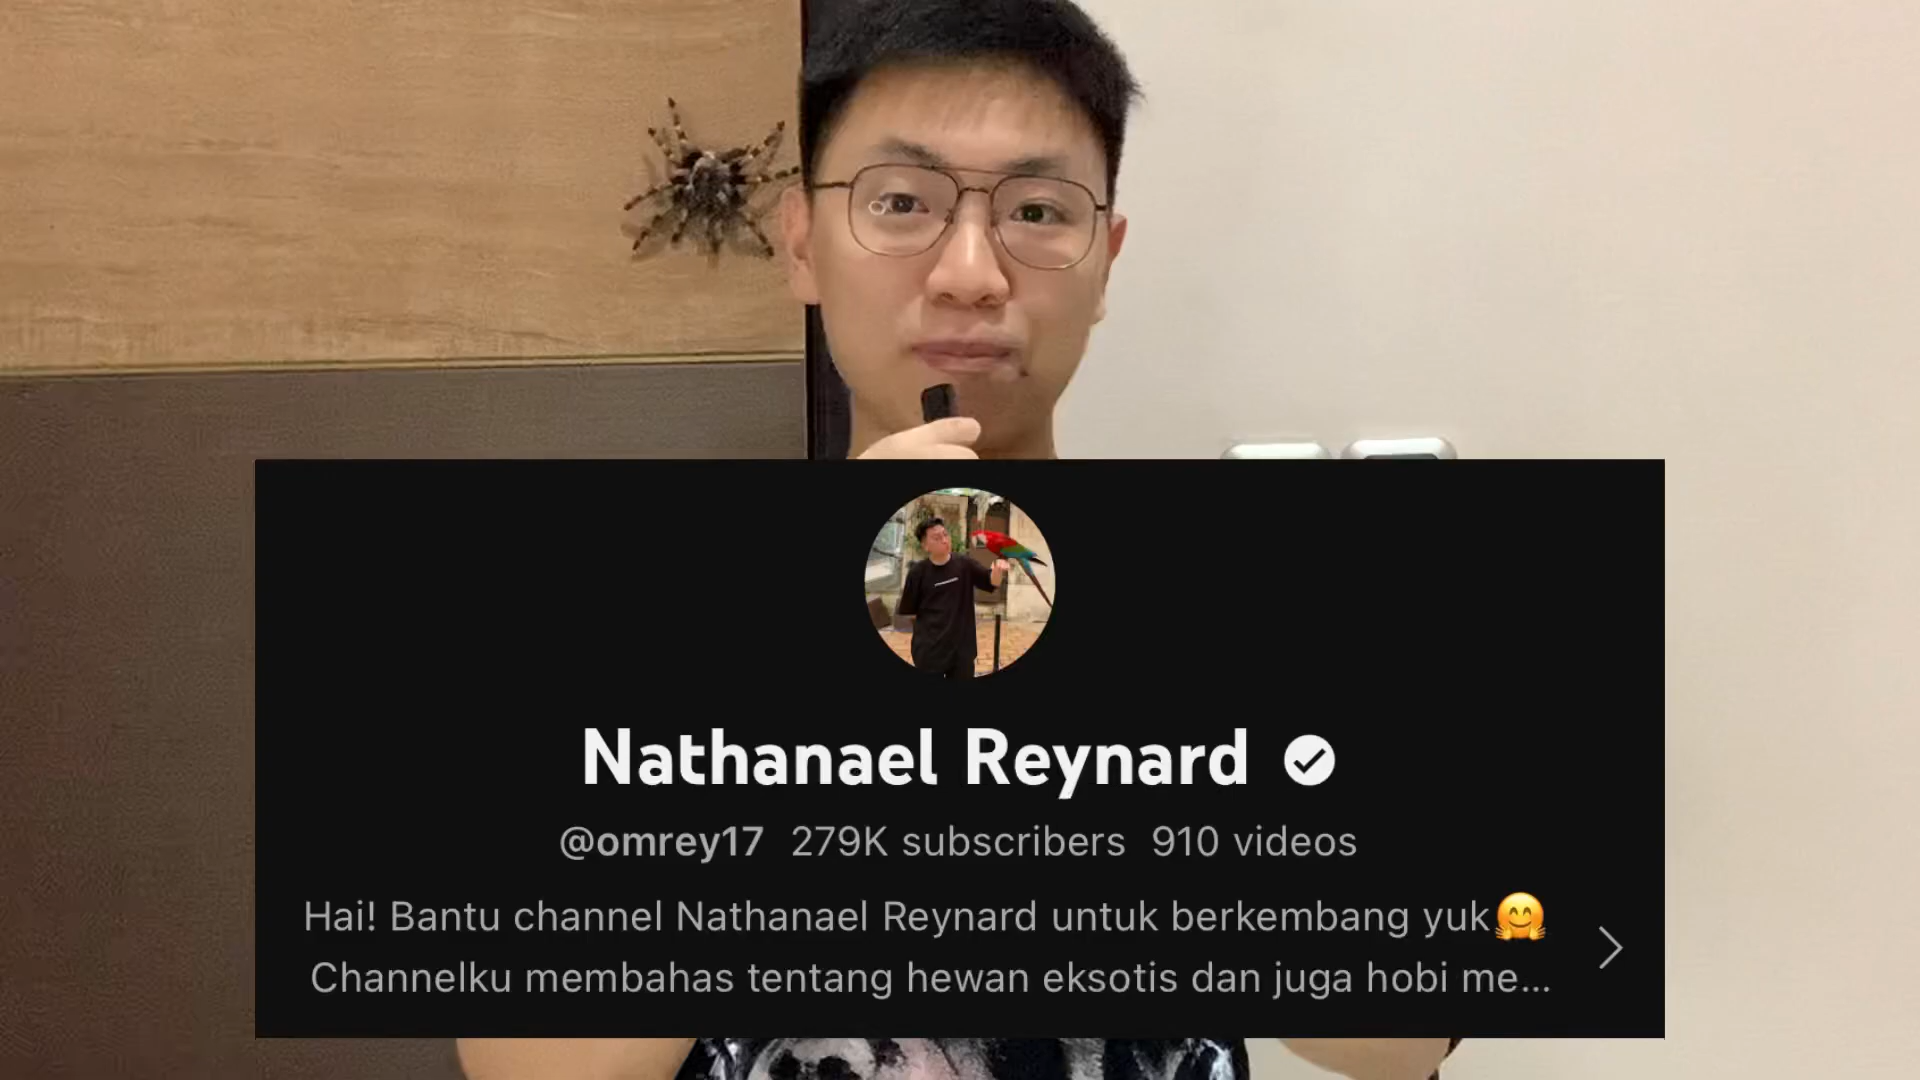 Nathanael Reynard
@omrey17 279K subscribers 910 videos
Hai! Bantu channel Nathanael Reynard untuk berkembang yuk🤗
Channelku membahas tentang hewan eksotis dan juga hobi me...